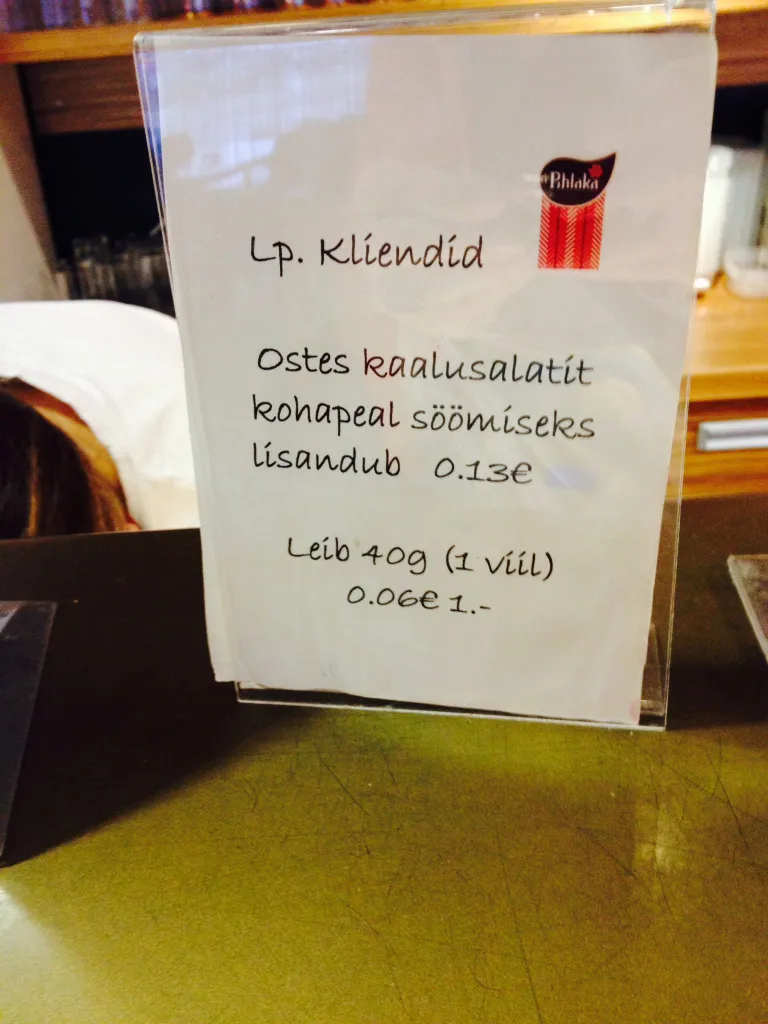 Pihlaka
Lp. Kliendid
Ostes kaalusalatit
kohapeal söömiseks
lisandub 0.13€
Leib 40g (1 viil)
0.06€ 1.-